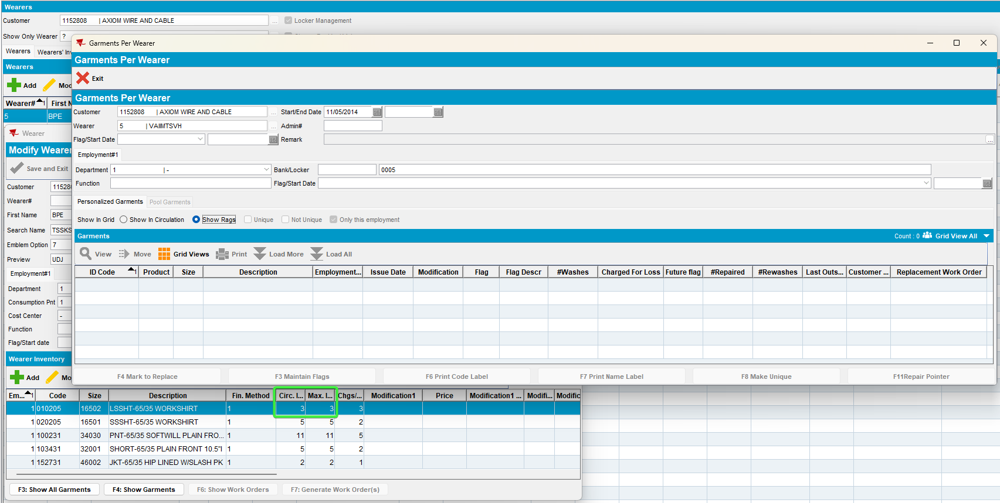 Wearers
Customer 1152808 | AXIOM WIRE AND CABLE ... Locker Management
Show Only Wearer ?
Wearers Wearers' Inv
Wearers
Add Mod
Wearer# 1 First N
5 BPE
Wearer
Modify Wearer
Save and Exit
Customer 11528
Wearer#
First Name BPE
Search Name TSSKS
Emblem Option 7
Preview UDJ
Employment#1
Department 1
Consumption Pnt 1
Cost Center -
Function
Flag/Start date
Wearer Inventory
Add Mo
Garments Per Wearer
Garments Per Wearer
Exit
Garments Per Wearer
Customer 1152808 | AXIOM WIRE AND CABLE ... Start/End Date 11/05/2014 16 16
Wearer 5 | VAIIMTSVH ... Admin#
Flag/Start Date 16 Remark ...
Employment#1
Department 1 | - Bank/Locker 0005
Function Flag/Start Date 16
Personalized Garments Pool Garments
Show In Grid Show In Circulation Show Rags Unique Not Unique Only this employment
Garments Count : 0 Grid View All
View Move Grid Views Print Load More Load All
ID Code 1 Product Size Description Employment... Issue Date Modification Flag Flag Descr #Washes Charged For Loss Future flag #Repaired #Rewashes Last Outs... Customer ... Replacement Work Order
F4 Mark to Replace F3 Maintain Flags F6 Print Code Label F7 Print Name Label F8 Make Unique F11Repair Pointer
Em... 1 Code Size Description Fin. Method Circ. I... Max. I... Chgs/... Modification1 Price Modification1 ... Modifi... Modific
1 010205 16502 LSSHT-65/35 WORKSHIRT 1 3 3 3
1 020205 16501 SSSHT-65/35 WORKSHIRT 1 5 5 2
1 100231 34030 PNT-65/35 SOFTWILL PLAIN FRO... 1 11 11 5
1 103431 32001 SHORT-65/35 PLAIN FRONT 10.5"I 1 5 5 2
1 152731 46002 JKT-65/35 HIP LINED W/SLASH PK 1 2 2 1
F3: Show All Garments F4: Show Garments F6: Show Work Orders F7: Generate Work Order(s)